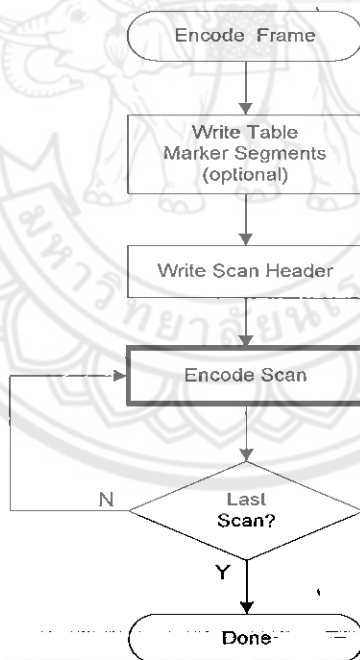 Encode Frame
Write Table
Marker Segments
(optional)
Write Scan Header
Encode Scan
N
Last
Scan?
Y
Done